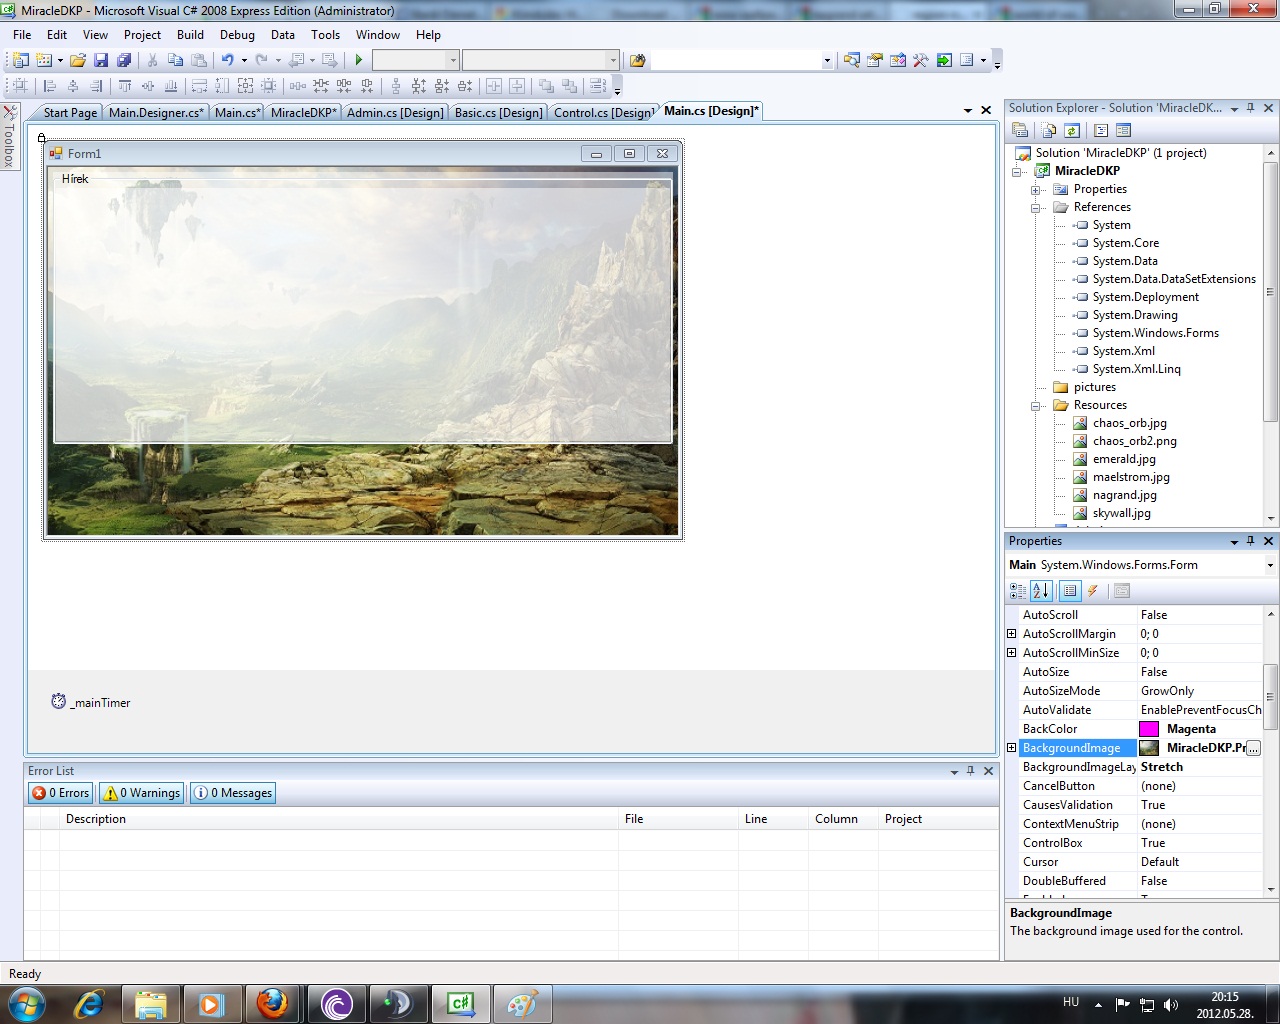 MiracleDKP - Microsoft Visual C# 2008 Express Edition (Administrator)
File Edit View Project Build Debug Data Tools Window Help
Toolbox
Start Page Main.Designer.cs* Main.cs* MiracleDKP* Admin.cs [Design] Basic.cs [Design] Control.cs [Design] Main.cs [Design]*
Form1
Hírek
_mainTimer
Error List
0 Errors 0 Warnings 0 Messages
Description File Line Column Project
Solution Explorer - Solution 'MiracleDK...
Solution 'MiracleDKP' (1 project)
MiracleDKP
Properties
References
System
System.Core
System.Data
System.Data.DataSetExtensions
System.Deployment
System.Drawing
System.Windows.Forms
System.Xml
System.Xml.Linq
pictures
Resources
chaos_orb.jpg
chaos_orb2.png
emerald.jpg
maelstrom.jpg
nagrand.jpg
skywall.jpg
Properties
Main System.Windows.Forms.Form
AutoScroll False
AutoScrollMargin 0; 0
AutoScrollMinSize 0; 0
AutoSize False
AutoSizeMode GrowOnly
AutoValidate EnablePreventFocusCh
BackColor Magenta
BackgroundImage MiracleDKP.Pr ...
BackgroundImageLay Stretch
CancelButton (none)
CausesValidation True
ContextMenuStrip (none)
ControlBox True
Cursor Default
DoubleBuffered False
BackgroundImage
The background image used for the control.
Ready
HU
20:15
2012.05.28.